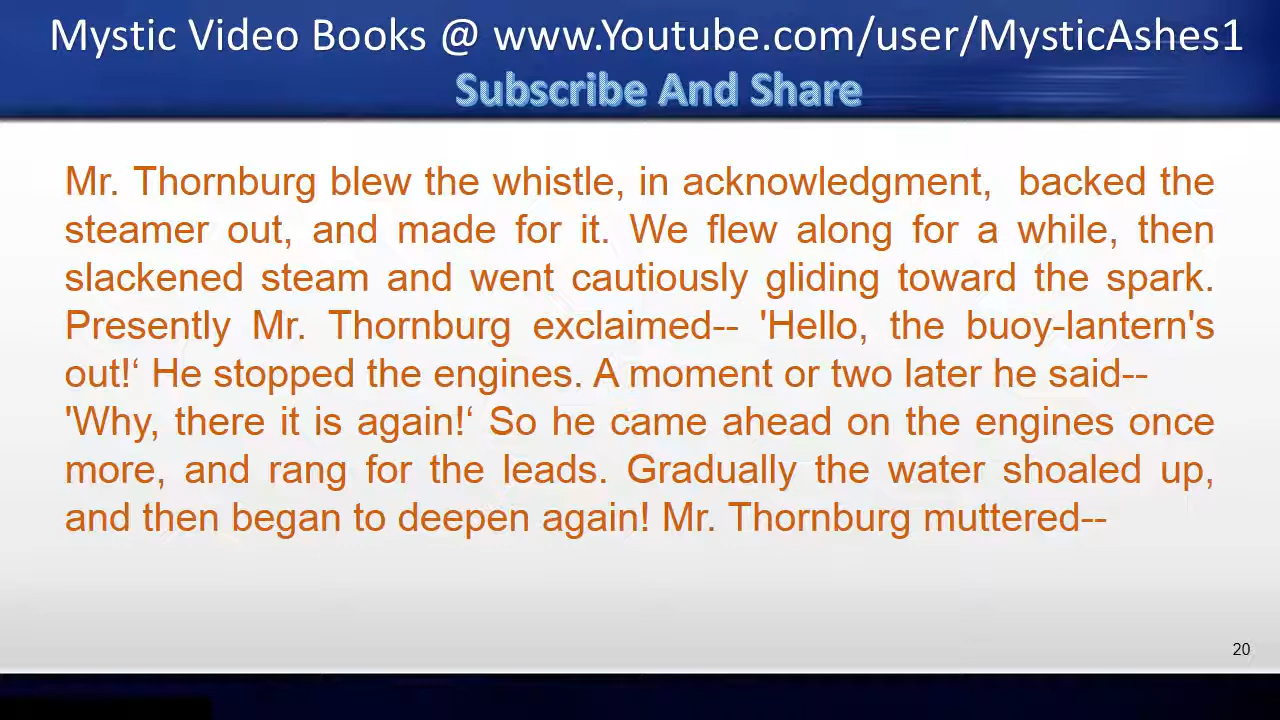 Mystic Video Books @ www.Youtube.com/user/MysticAshes1
Subscribe And Share
Mr. Thornburg blew the whistle, in acknowledgment,  backed the
steamer out, and made for it. We flew along for a while, then
slackened steam and went cautiously gliding toward the spark.
Presently Mr. Thornburg exclaimed-- 'Hello, the buoy-lantern's
out!‘ He stopped the engines. A moment or two later he said--
'Why, there it is again!‘ So he came ahead on the engines once
more, and rang for the leads. Gradually the water shoaled up,
and then began to deepen again! Mr. Thornburg muttered--
20